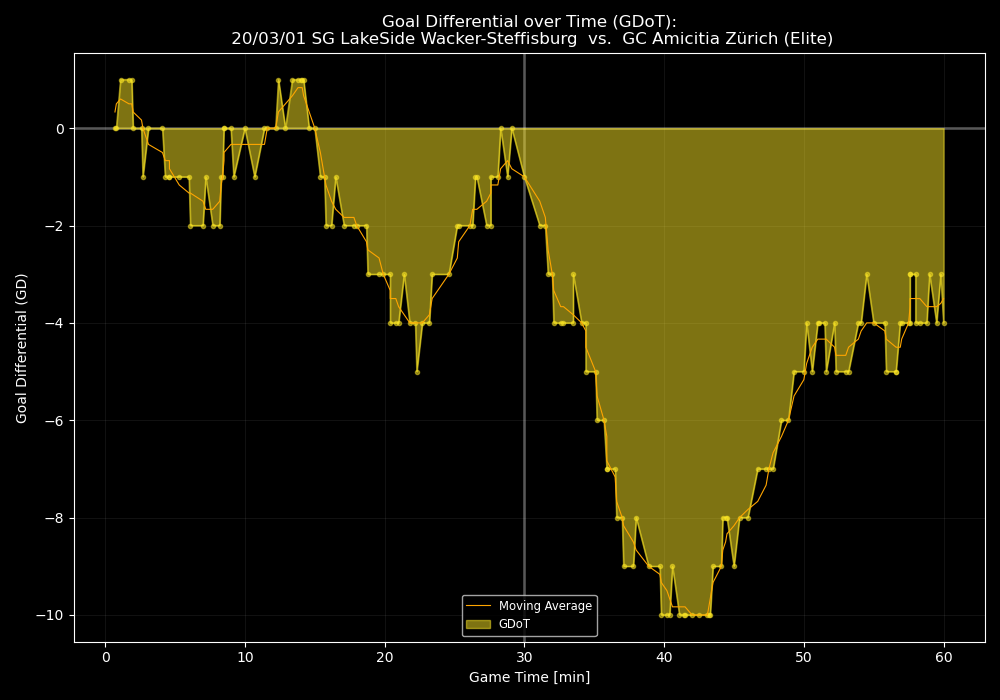 Goal Differential over Time (GDoT):
20/03/01 SG LakeSide Wacker-Steffisburg  vs.  GC Amicitia Zürich (Elite)
Goal Differential (GD)
0
−2
−4
−6
−8
−10
Moving Average
GDoT
0 10 20 30 40 50 60
Game Time [min]